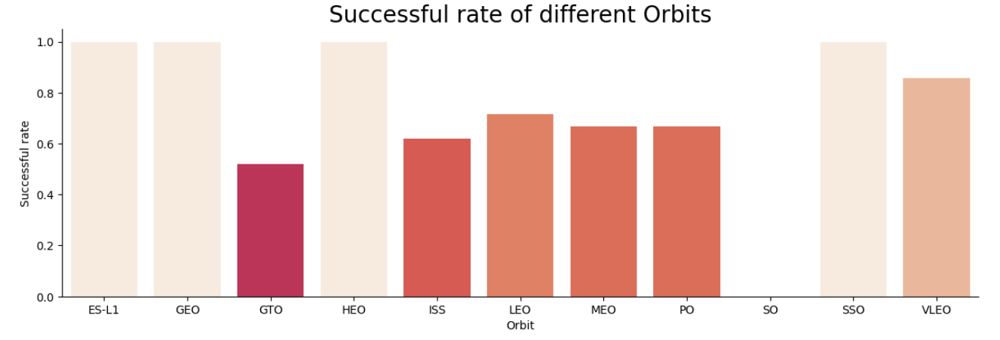 Successful rate of different Orbits
Successful rate
1.0
0.8
0.6
0.4
0.2
0.0
ES-L1 GEO GTO HEO ISS LEO MEO PO SO SSO VLEO
Orbit